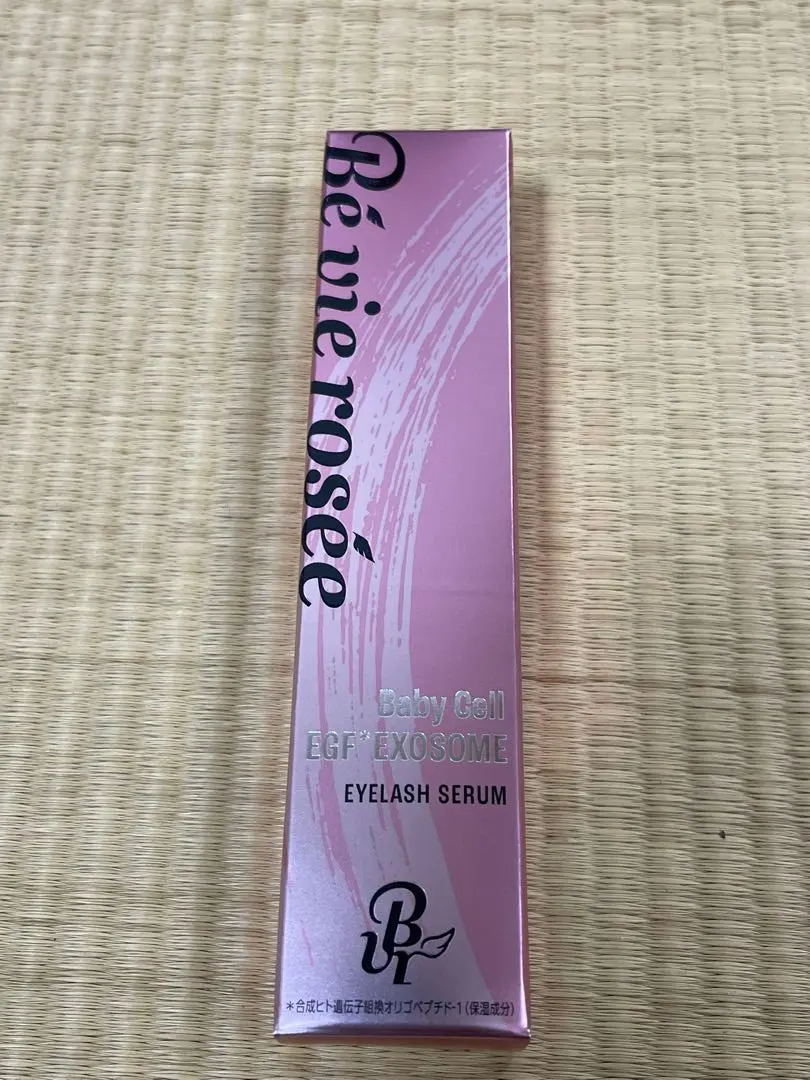 Bé vie rosée
Baby Cell
EGF*EXOSOME
EYELASH SERUM
BVR
*合成ヒト遺伝子組換オリゴペプチド-1(保湿成分)